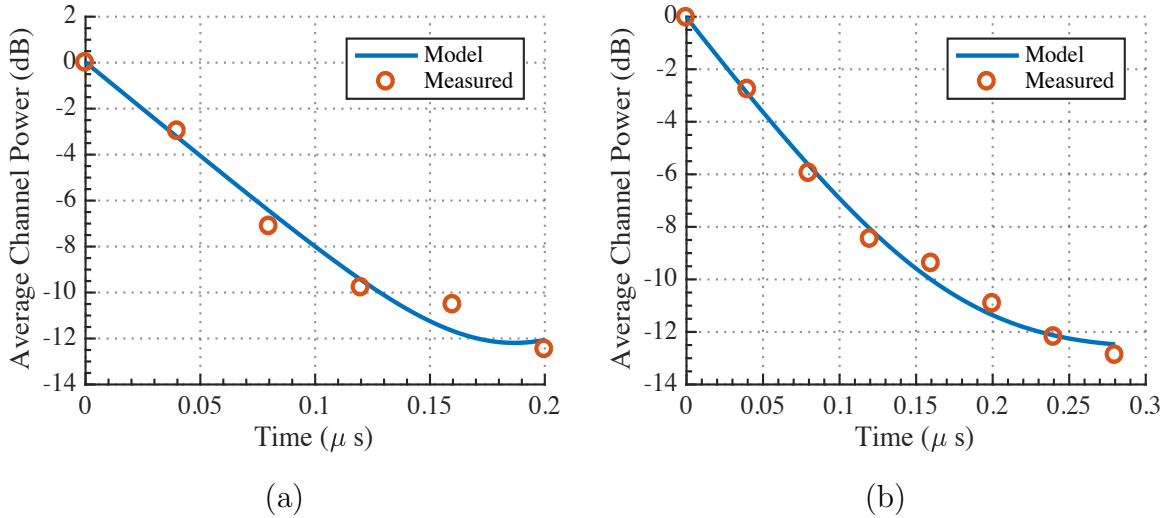 2
0
-2
-4
-6
-8
-10
-12
-14
0
0.05
0.1
0.15
0.2
Average Channel Power (dB)
Time (μ s)
Model
Measured
(a)
0
-2
-4
-6
-8
-10
-12
-14
0
0.05
0.1
0.15
0.2
0.25
0.3
Average Channel Power (dB)
Time (μ s)
Model
Measured
(b)